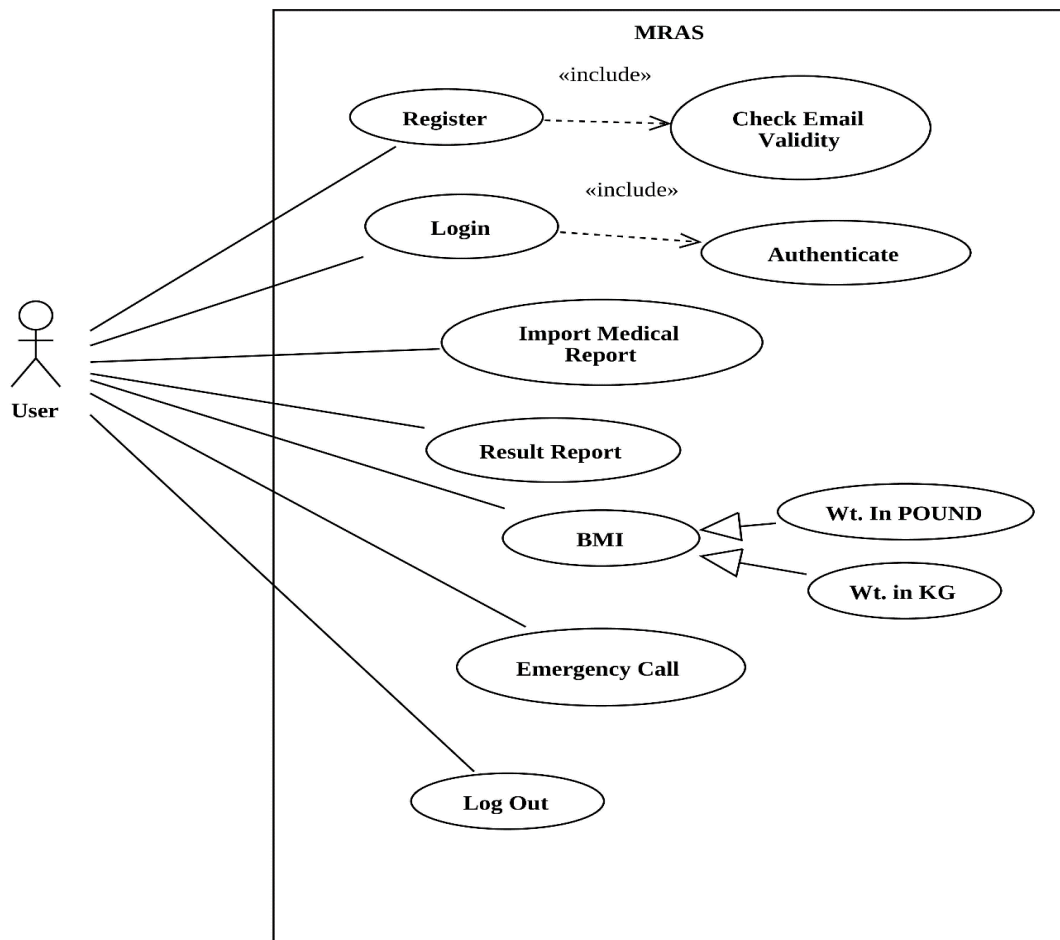 MRAS
«include»
Register
Check Email
Validity
«include»
Login
Authenticate
Import Medical
Report
User
Result Report
Wt. In POUND
BMI
Wt. in KG
Emergency Call
Log Out